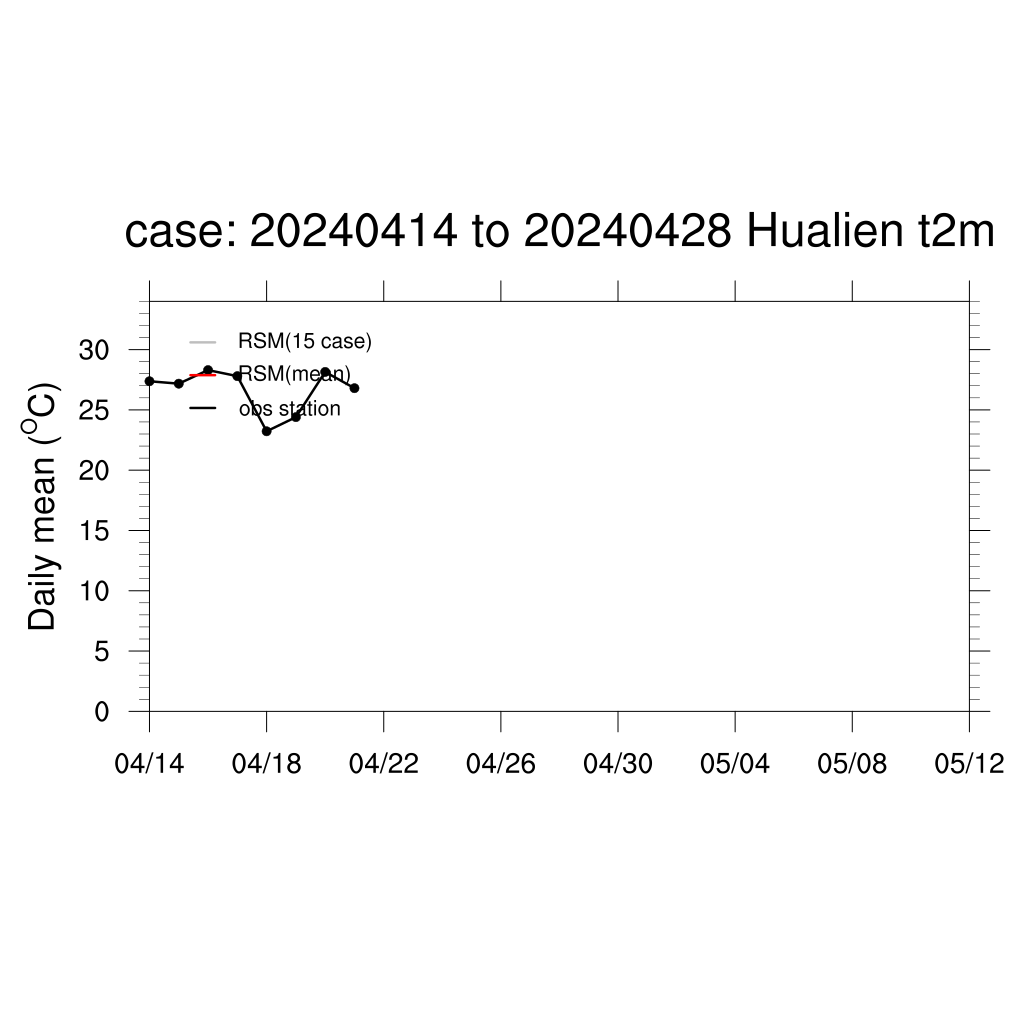 case: 20240414 to 20240428 Hualien t2m
Daily mean (°C)
30
25
20
15
10
5
0
RSM(15 case)
RSM(mean)
obs station
04/14 04/18 04/22 04/26 04/30 05/04 05/08 05/12